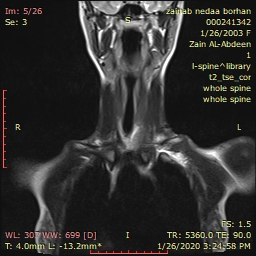 Im: 5/26
Se: 3
S
zainab nedaa borhan
000241342
1/26/2003 F
Zain AL-Abdeen
1
l-spine^library
t2_tse_cor
whole spine
whole spine
R
L
WL: 307 WW: 699 [D]
T: 4.0mm L: -13.2mm*
I
FS: 1.5
TR: 5360.0 TE: 90.0
1/26/2020 3:24:58 PM